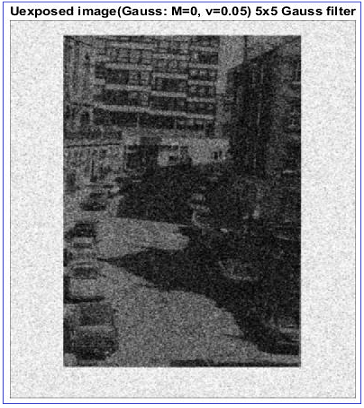 Uexposed image(Gauss: M=0, v=0.05) 5x5 Gauss filter